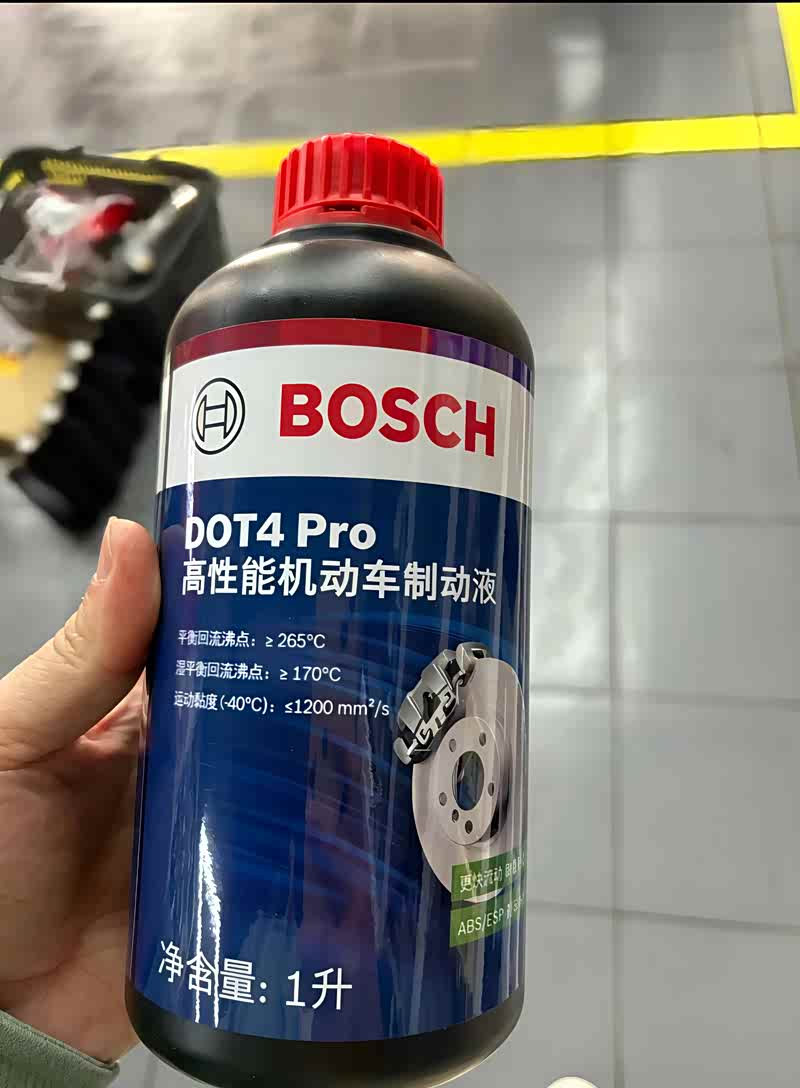 BOSCH
DOT4 Pro
高性能机动车制动液
平衡回流沸点：≥ 265°C
湿平衡回流沸点：≥ 170°C
运动黏度(-40°C)：≤1200 mm²/s
更快流动
ABS/ESP
净含量: 1升